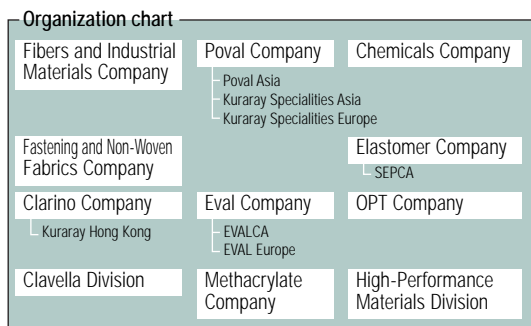 Organization chart
Fibers and Industrial
Materials Company
Poval Company
Poval Asia
Kuraray Specialities Asia
Kuraray Specialities Europe
Chemicals Company
Fastening and Non-Woven
Fabrics Company
Elastomer Company
SEPCA
Clarino Company
Kuraray Hong Kong
Eval Company
EVALCA
EVAL Europe
OPT Company
Clavella Division
Methacrylate
Company
High-Performance
Materials Division